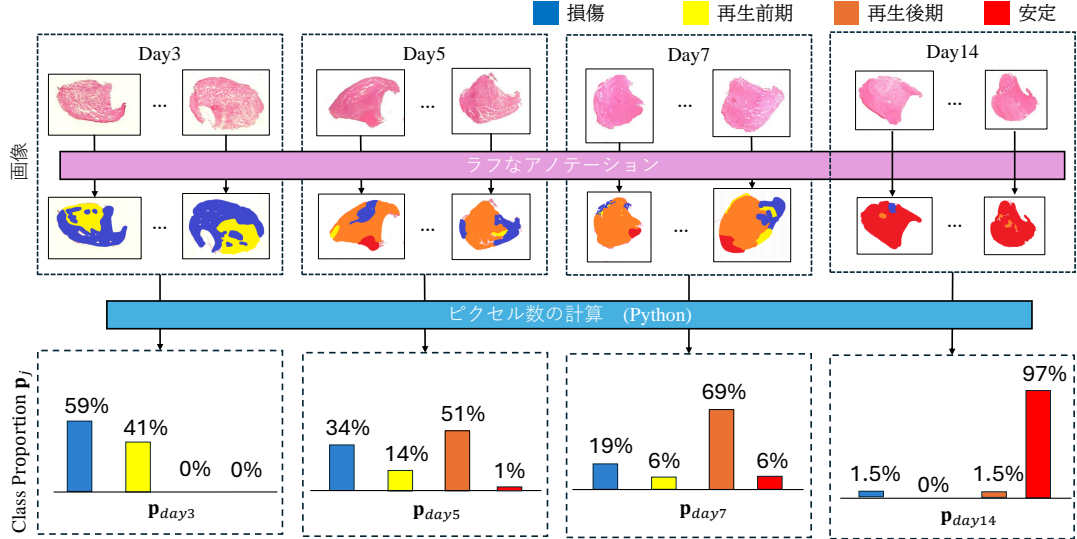 損傷
再生前期
再生後期
安定
Day3
Day5
Day7
Day14
...
...
...
...
画像
ラフなアノテーション
...
...
...
...
ピクセル数の計算 (Python)
Class Proportion p_j
59%
41%
0%
0%
p_day3
34%
14%
51%
1%
p_day5
19%
6%
69%
6%
p_day7
1.5%
0%
1.5%
97%
p_day14